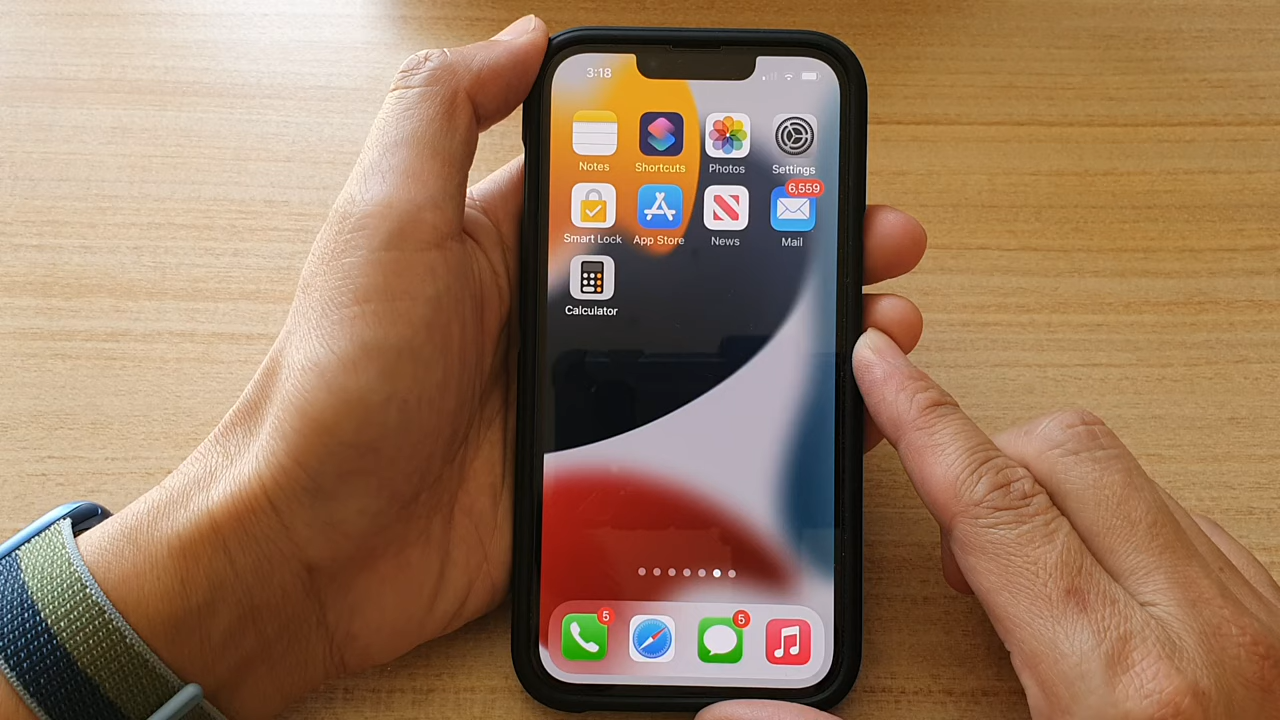 3:18
Notes Shortcuts Photos Settings
6,559
Smart Lock App Store News Mail
Calculator
5 5